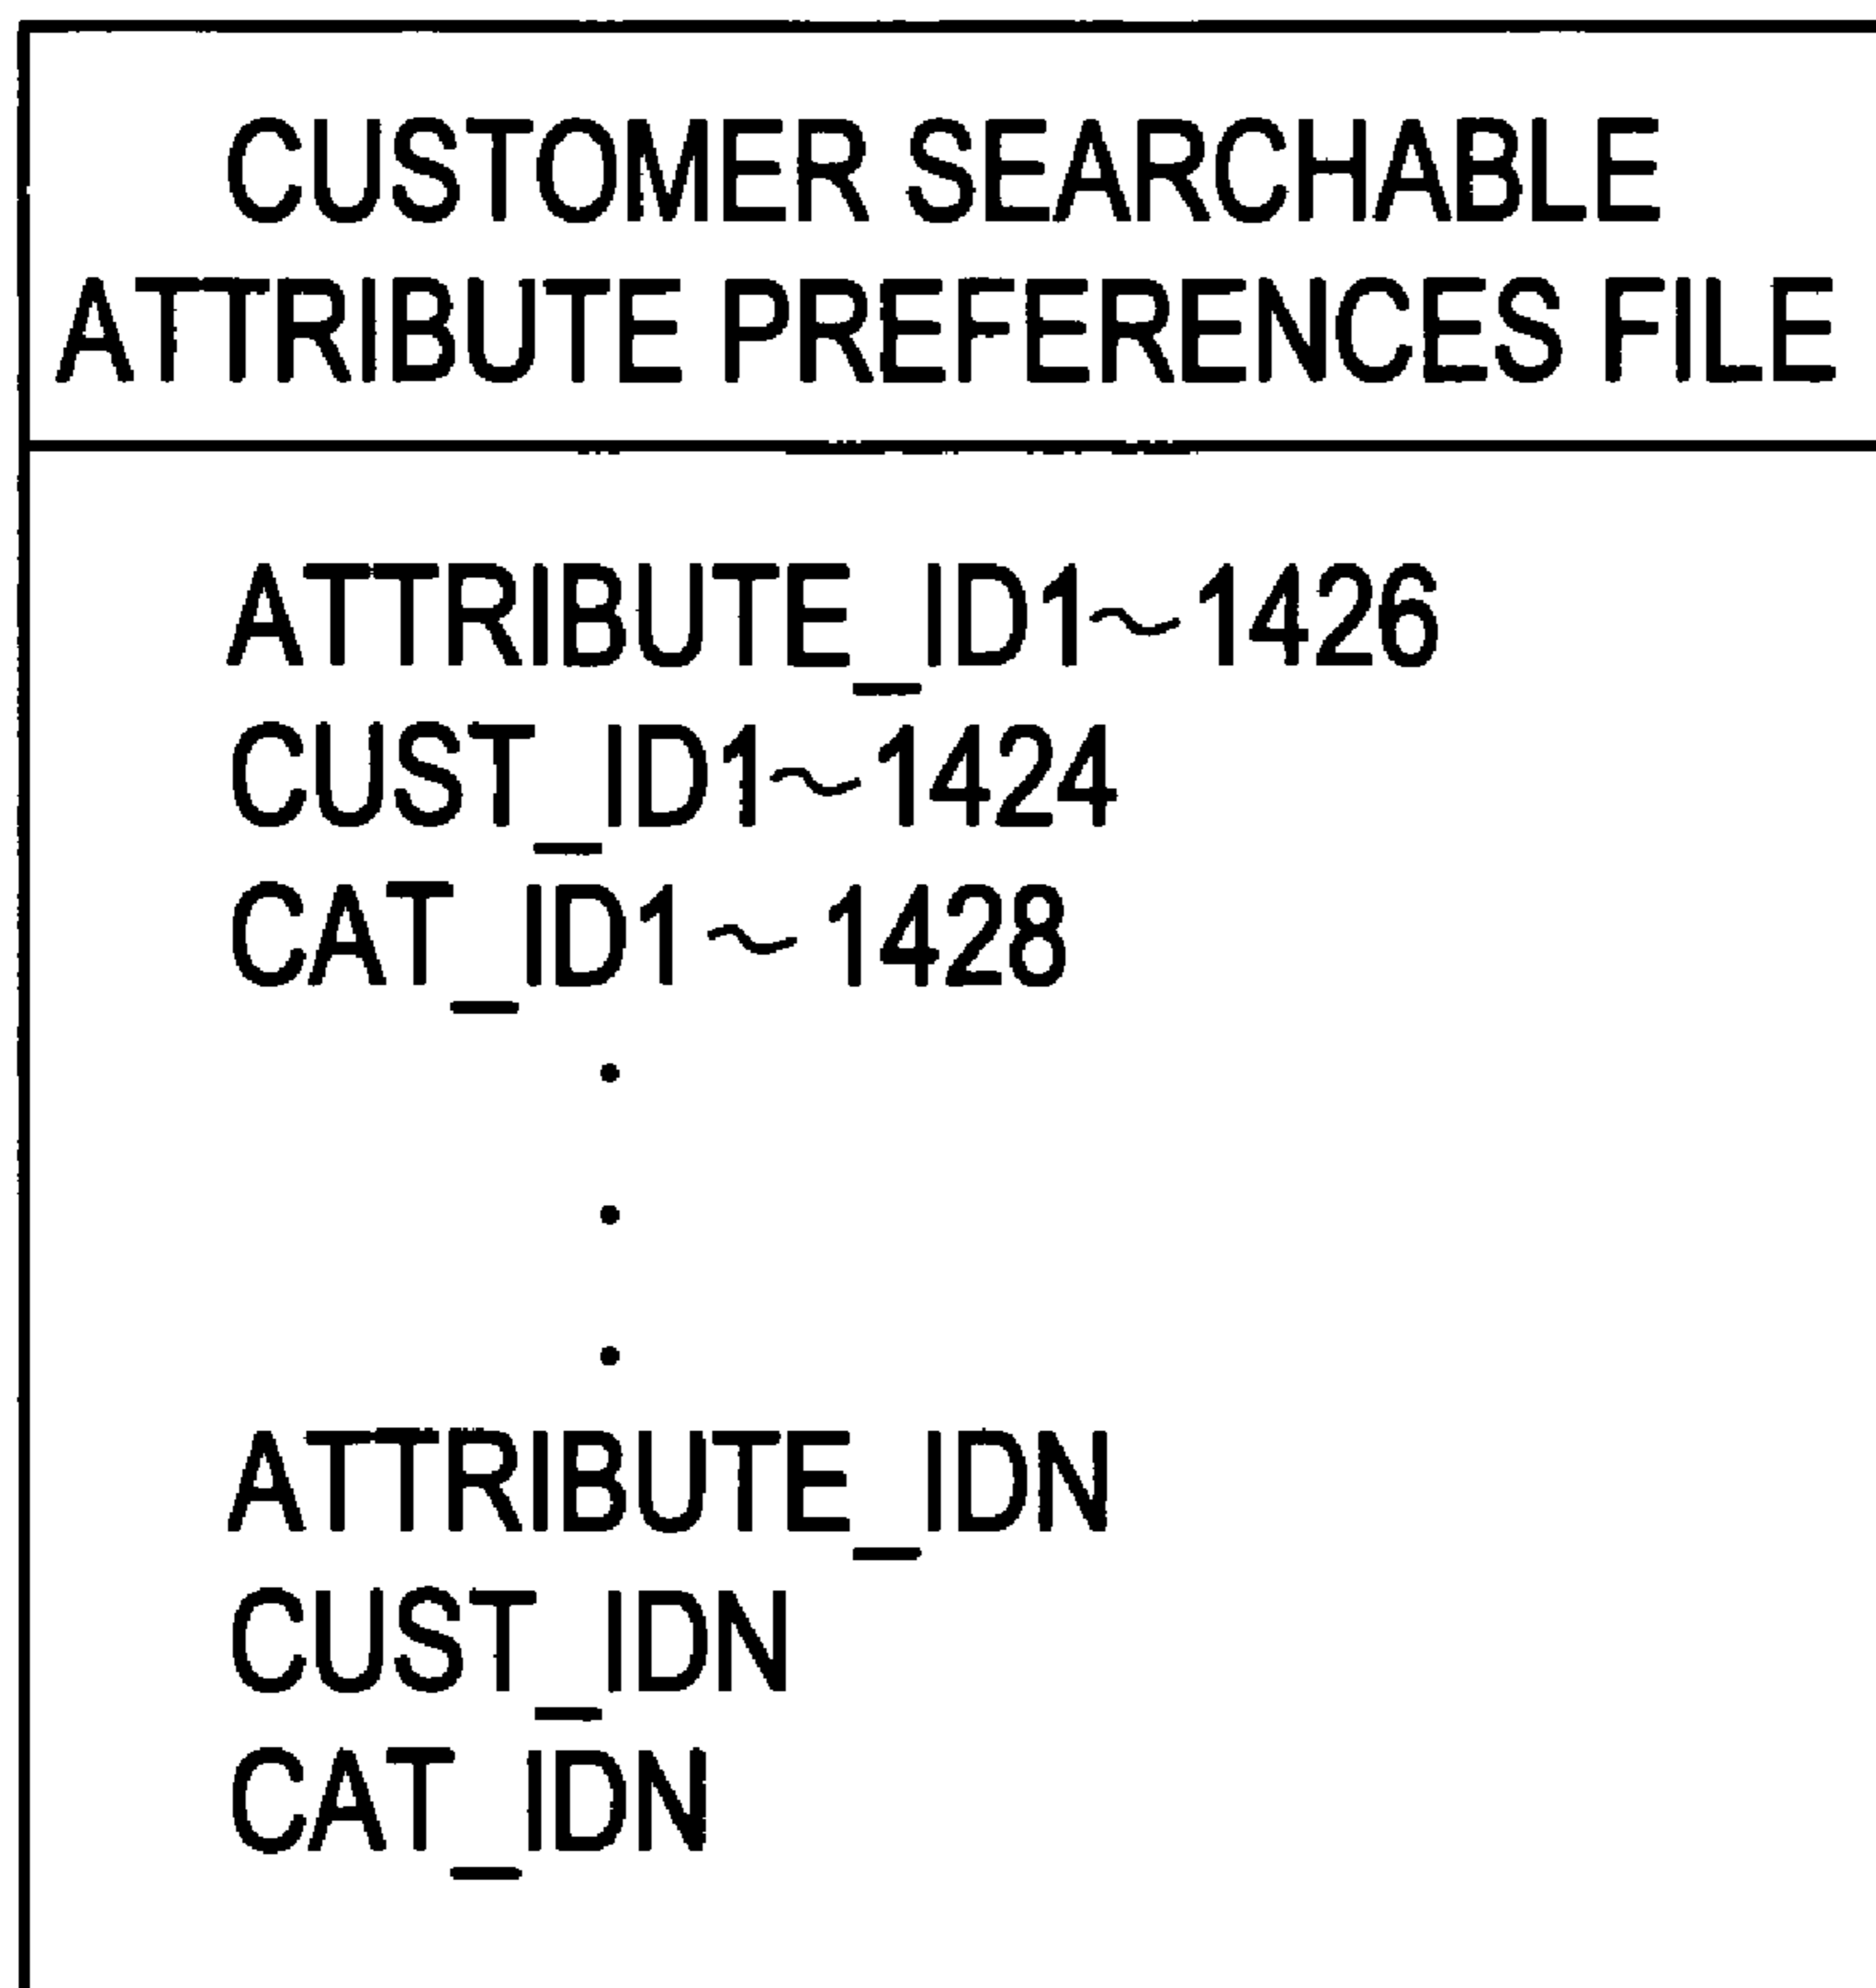 CUSTOMER SEARCHABLE
ATTRIBUTE PREFERENCES FILE
ATTRIBUTE_ID1~1426
CUST_ID1~1424
CAT_ID1~ 1428
.
.
.
ATTRIBUTE_IDN
CUST_IDN
CAT_IDN